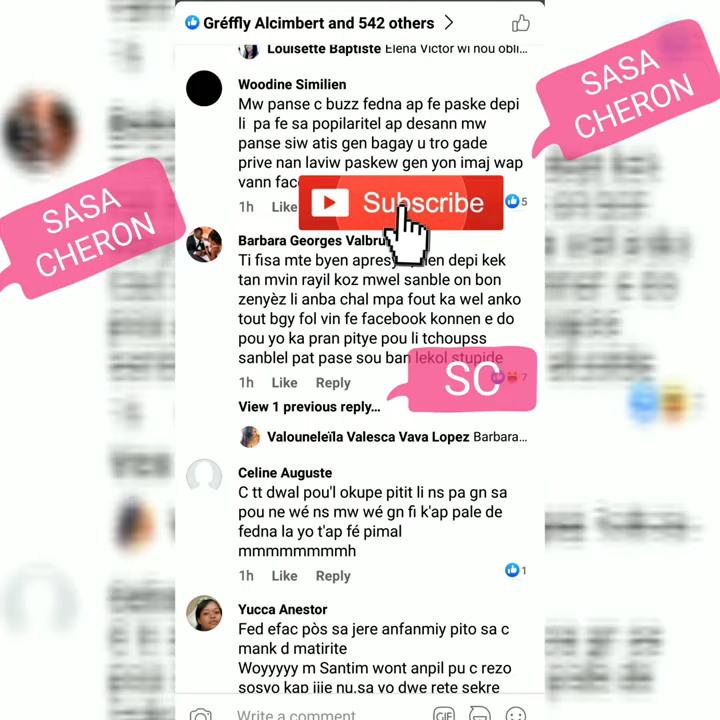 Gréffly Alcimbert and 542 others
Louisette Baptiste Elena Victor wi nou obli...
SASA
CHERON
Woodine Similien
Mw panse c buzz fedna ap fe paske depi
li pa fe sa popilaritel ap desann mw
panse siw atis gen bagay u tro gade
prive nan laviw paskew gen yon imaj wap
vann fac
1h Like
Subscribe
5
SASA
CHERON
Barbara Georges Valbru
Ti fisa mte byen apres en depi kek
tan mvin rayil koz mwel sanble on bon
zenyèz li anba chal mpa fout ka wel anko
tout bgy fol vin fe facebook konnen e do
pou yo ka pran pitye pou li tchoupss
sanblel pat pase sou ban lekol stupide
1h Like Reply
SC
7
View 1 previous reply...
Valouneleïla Valesca Vava Lopez Barbara...
Celine Auguste
C tt dwal pou'l okupe pitit li ns pa gn sa
pou ne wé ns mw wé gn fi k'ap pale de
fedna la yo t'ap fé pimal
mmmmmmmmh
1h Like Reply
1
Yucca Anestor
Fed efac pòs sa jere anfanmiy pito sa c
mank d matirite
Woyyyyy m Santim wont anpil pu c rezo
sosyo kap jije nu,sa yo dwe rete sekre
Write a comment
GIF